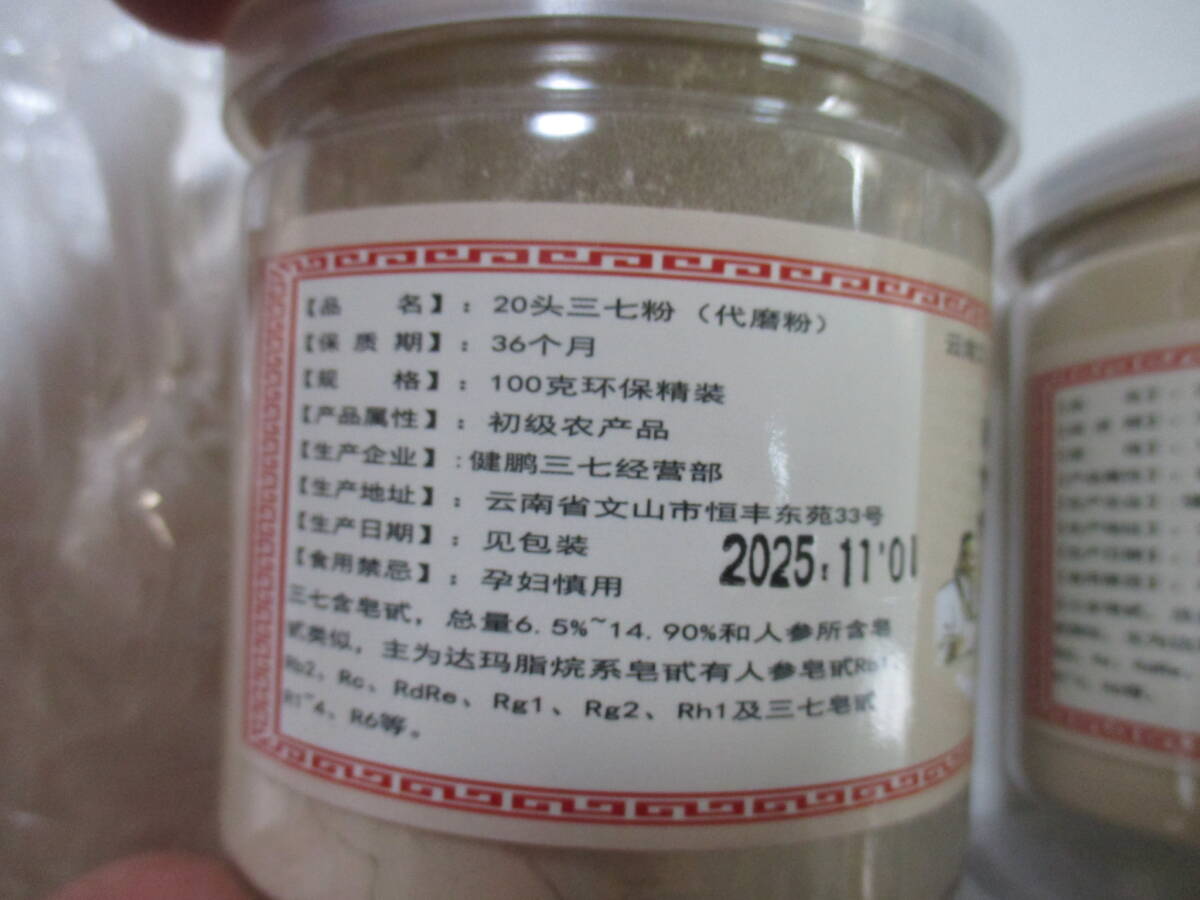 【品 名】：20头三七粉（代磨粉）
【保 质 期】：36个月
【规 格】：100克环保精装
【产品属性】：初级农产品
【生产企业】：健鹏三七经营部
【生产地址】：云南省文山市恒丰东苑33号
【生产日期】：见包装
2025.11.01
【食用禁忌】：孕妇慎用
三七含皂甙，总量6.5%~14.90%和人参所含皂
甙类似，主为达玛脂烷系皂甙有人参皂甙Rb1、
Rb2，Rc、RdRe、Rg1、Rg2、Rh1及三七皂甙
R1~4、R6等。